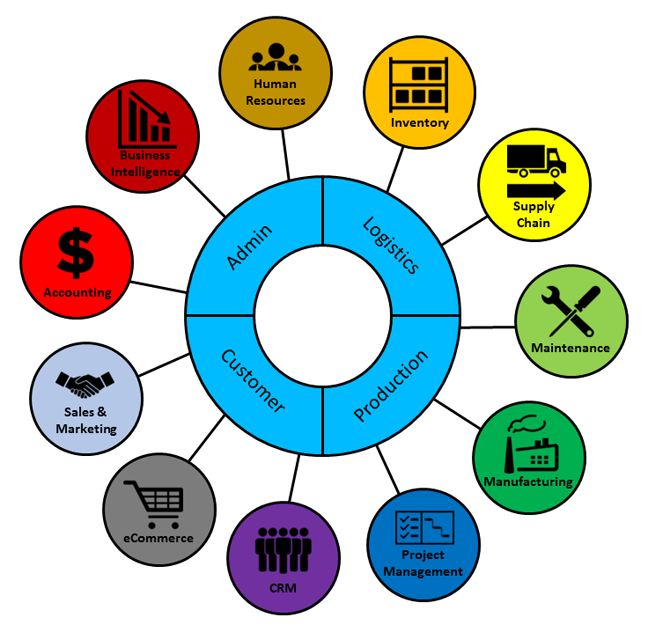 Human
Resources
Inventory
Business
Intelligence
Supply
Chain
Admin
Logistics
Accounting
Maintenance
Customer
Production
Sales &
Marketing
Manufacturing
eCommerce
Project
Management
CRM